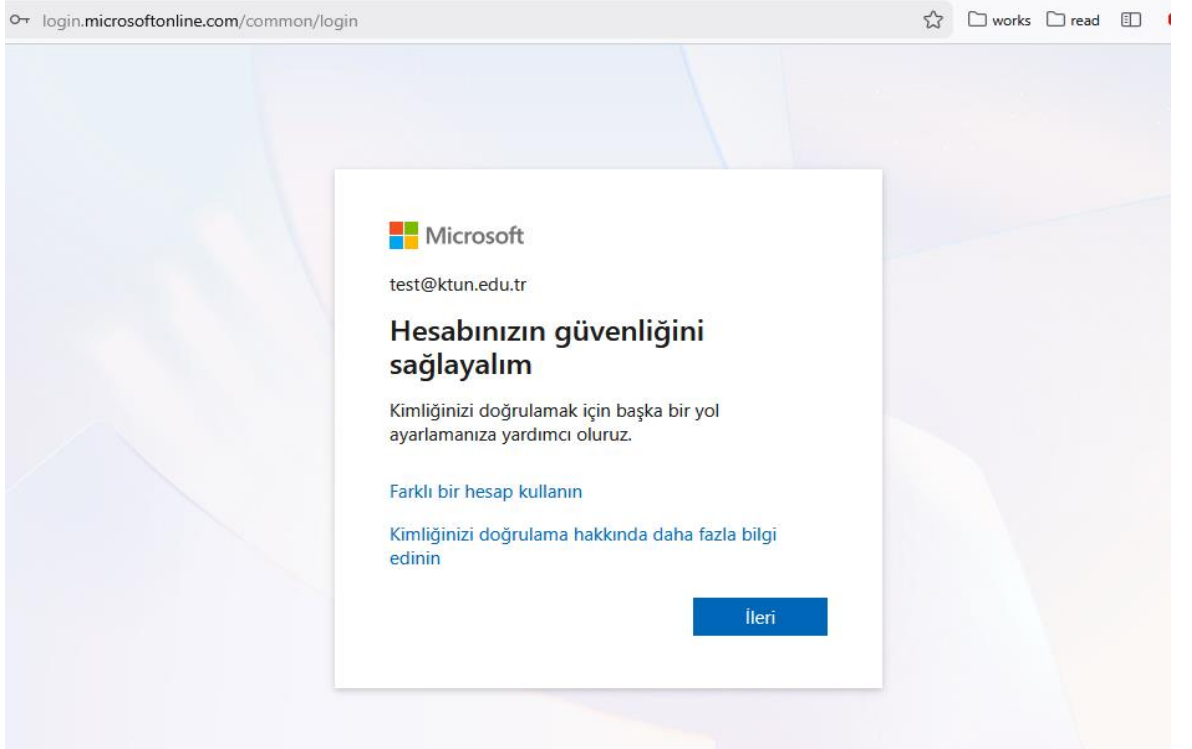 login.microsoftonline.com/common/login
works
read
Microsoft
test@ktun.edu.tr
Hesabınızın güvenliğini
sağlayalım
Kimliğinizi doğrulamak için başka bir yol
ayarlamanıza yardımcı oluruz.
Farklı bir hesap kullanın
Kimliğinizi doğrulama hakkında daha fazla bilgi
edinin
İleri